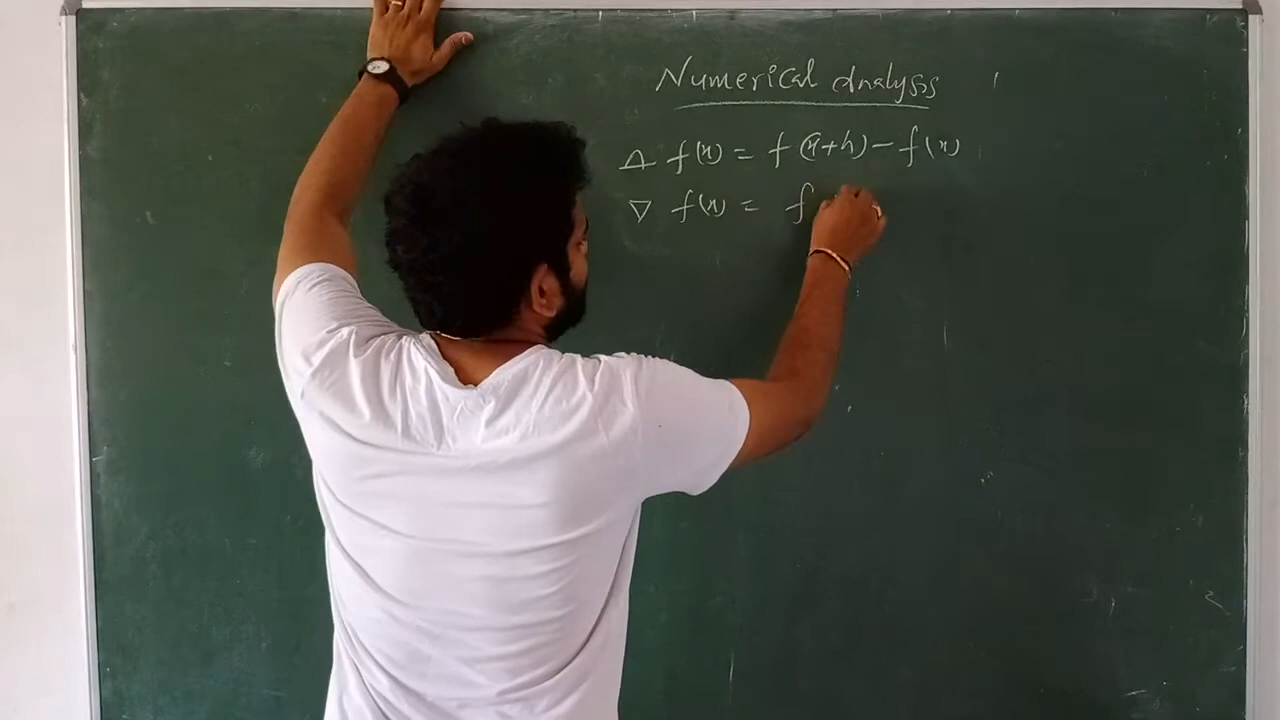 Numerical analysis
Δ f(x) = f(x+h) - f(x)
∇ f(x) = f